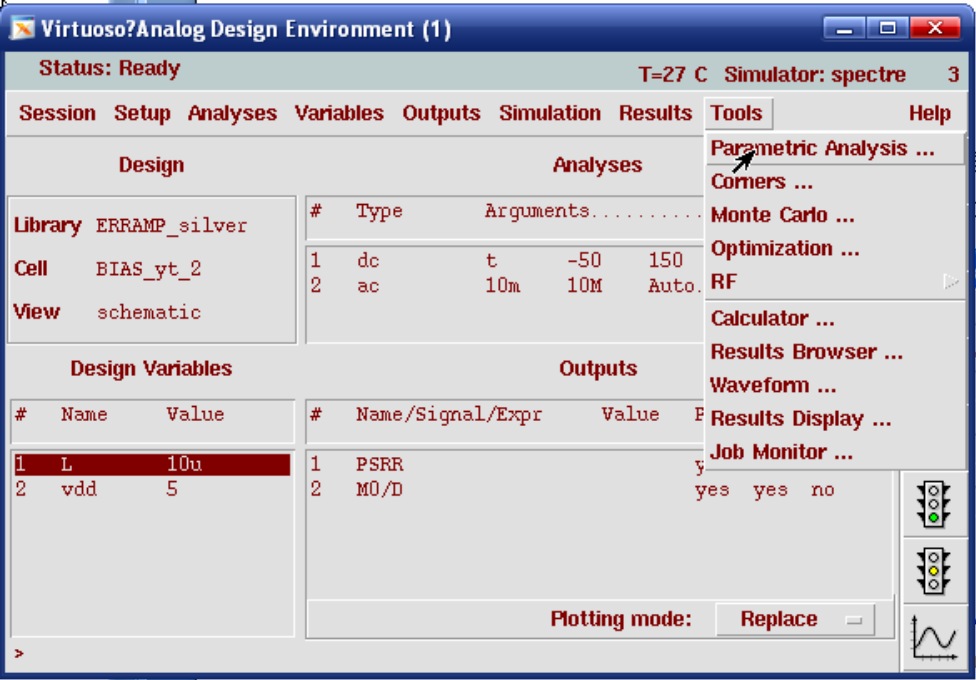 Virtuoso?Analog Design Environment (1)
Status: Ready T=27 C Simulator: spectre 3
Session Setup Analyses Variables Outputs Simulation Results Tools Help
Design
Library ERRAMP_silver
Cell BIAS_yt_2
View schematic
Analyses
# Type Arguments..........
1 dc t -50 150
2 ac 10m 10M Auto.
Parametric Analysis ...
Corners ...
Monte Carlo ...
Optimization ...
RF
Calculator ...
Results Browser ...
Waveform ...
Results Display ...
Job Monitor ...
Design Variables
# Name Value
1 L 10u
2 vdd 5
Outputs
# Name/Signal/Expr Value P
1 PSRR y
2 M0/D yes yes no
Plotting mode: Replace
>